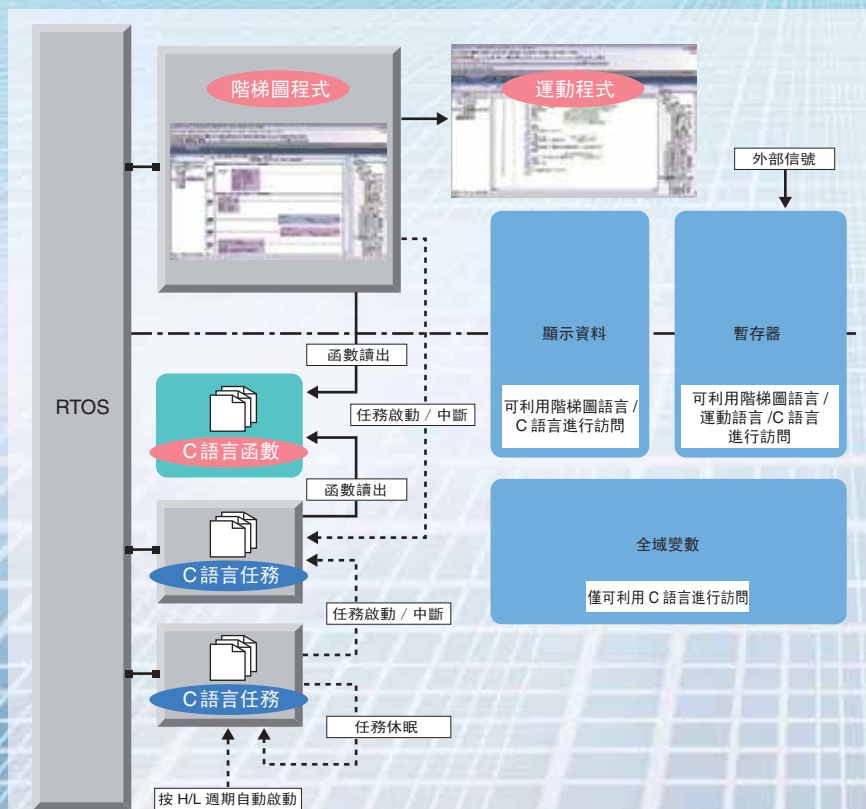 階梯圖程式
運動程式
外部信號
顯示資料
暫存器
函數讀出
RTOS
任務啟動 / 中斷
可利用階梯圖語言 /
C 語言進行訪問
可利用階梯圖語言 /
運動語言 /C 語言
進行訪問
C 語言函數
函數讀出
全域變數
C 語言任務
僅可利用 C 語言進行訪問
任務啟動 / 中斷
C 語言任務
任務休眠
按 H/L 週期自動啟動